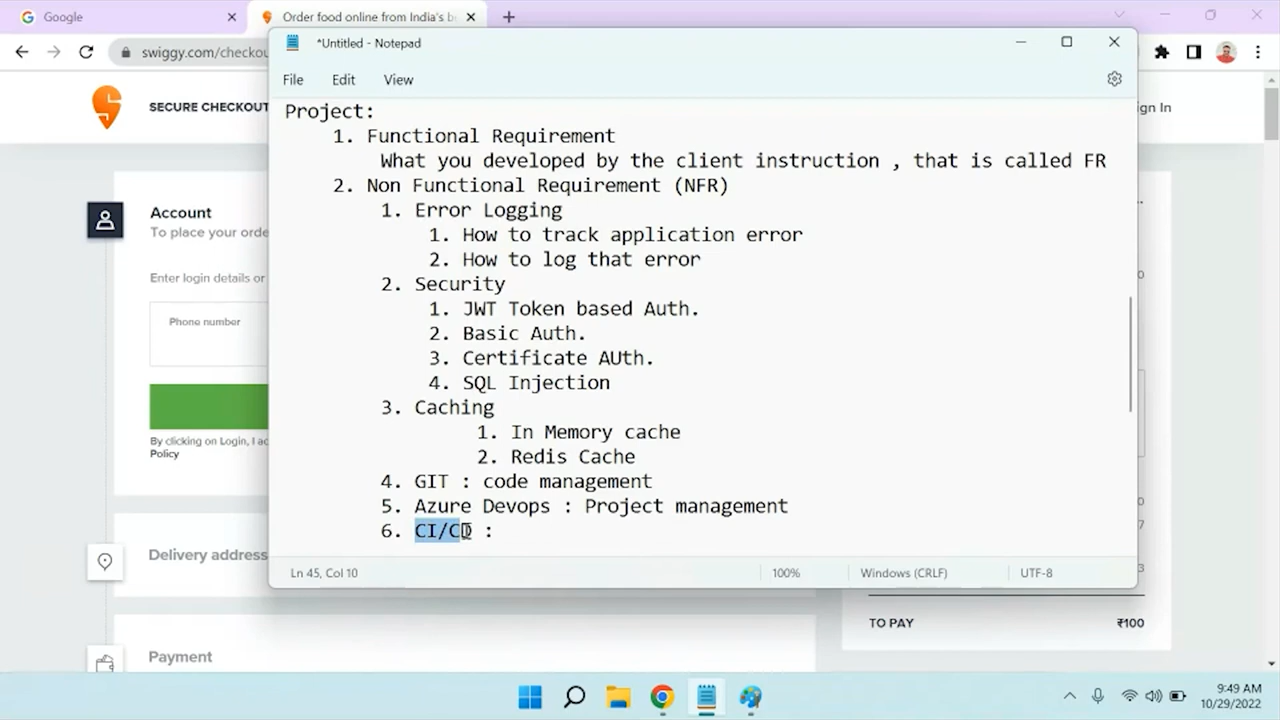 Google
Order food online from India's b
swiggy.com/checkou
*Untitled - Notepad
File Edit View
SECURE CHECKOUT
gn In
Project:
1. Functional Requirement
What you developed by the client instruction , that is called FR
2. Non Functional Requirement (NFR)
1. Error Logging
1. How to track application error
2. How to log that error
2. Security
1. JWT Token based Auth.
2. Basic Auth.
3. Certificate AUth.
4. SQL Injection
3. Caching
1. In Memory cache
2. Redis Cache
4. GIT : code management
5. Azure Devops : Project management
6. CI/CD :
Ln 45, Col 10
100%
Windows (CRLF)
UTF-8
Account
To place your orde
Enter login details or
Phone number
By clicking on Login, I ac
Policy
Delivery address
Payment
TO PAY ₹100
9:49 AM
10/29/2022